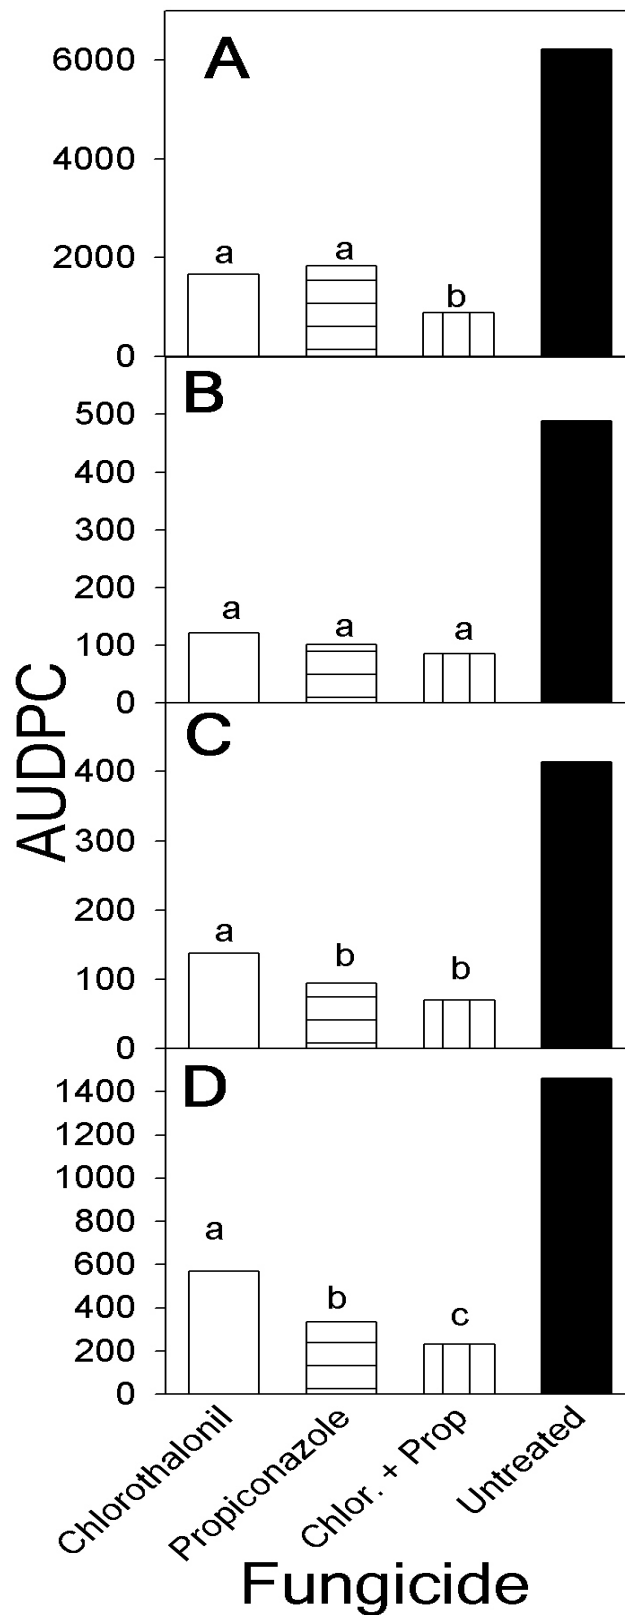 A
6000
4000
2000
0
a
a
b
B
500
400
300
200
100
0
a
a
a
C
400
300
200
100
0
a
b
b
D
1400
1200
1000
800
600
400
200
0
a
b
c
AUDPC
Chlorothalonil
Propiconazole
Chlor. + Prop
Untreated
Fungicide